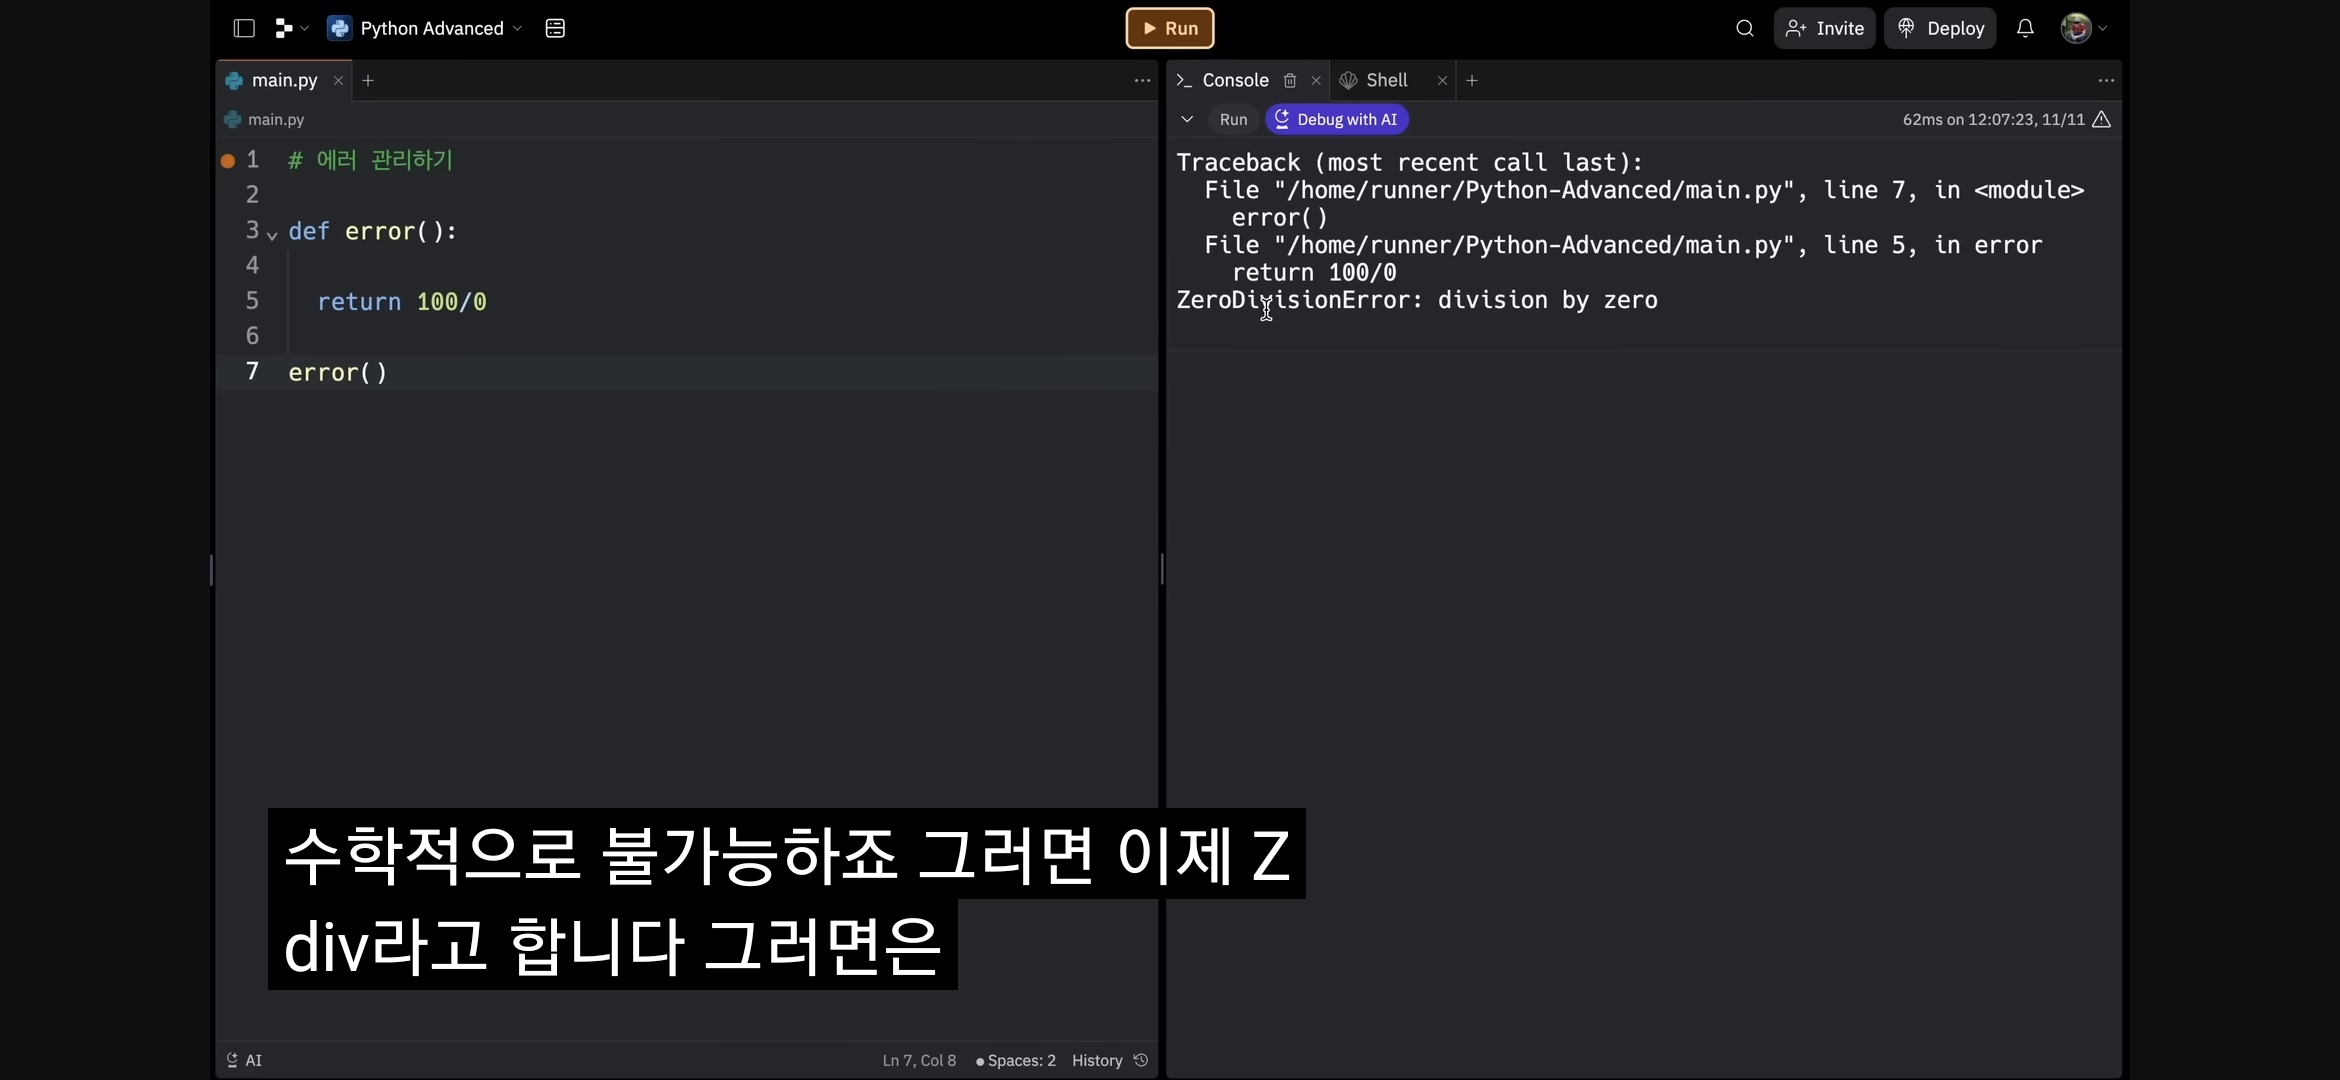 Python Advanced
Run
Invite
Deploy
main.py
main.py
1 # 에러 관리하기
2
3 def error():
4
5 return 100/0
6
7 error()
AI
Ln 7, Col 8
Spaces: 2
History
>_ Console
Shell
Run
Debug with AI
62ms on 12:07:23, 11/11
Traceback (most recent call last):
File "/home/runner/Python-Advanced/main.py", line 7, in <module>
error()
File "/home/runner/Python-Advanced/main.py", line 5, in error
return 100/0
ZeroDivisionError: division by zero
수학적으로 불가능하죠 그러면 이제 Z
div라고 합니다 그러면은